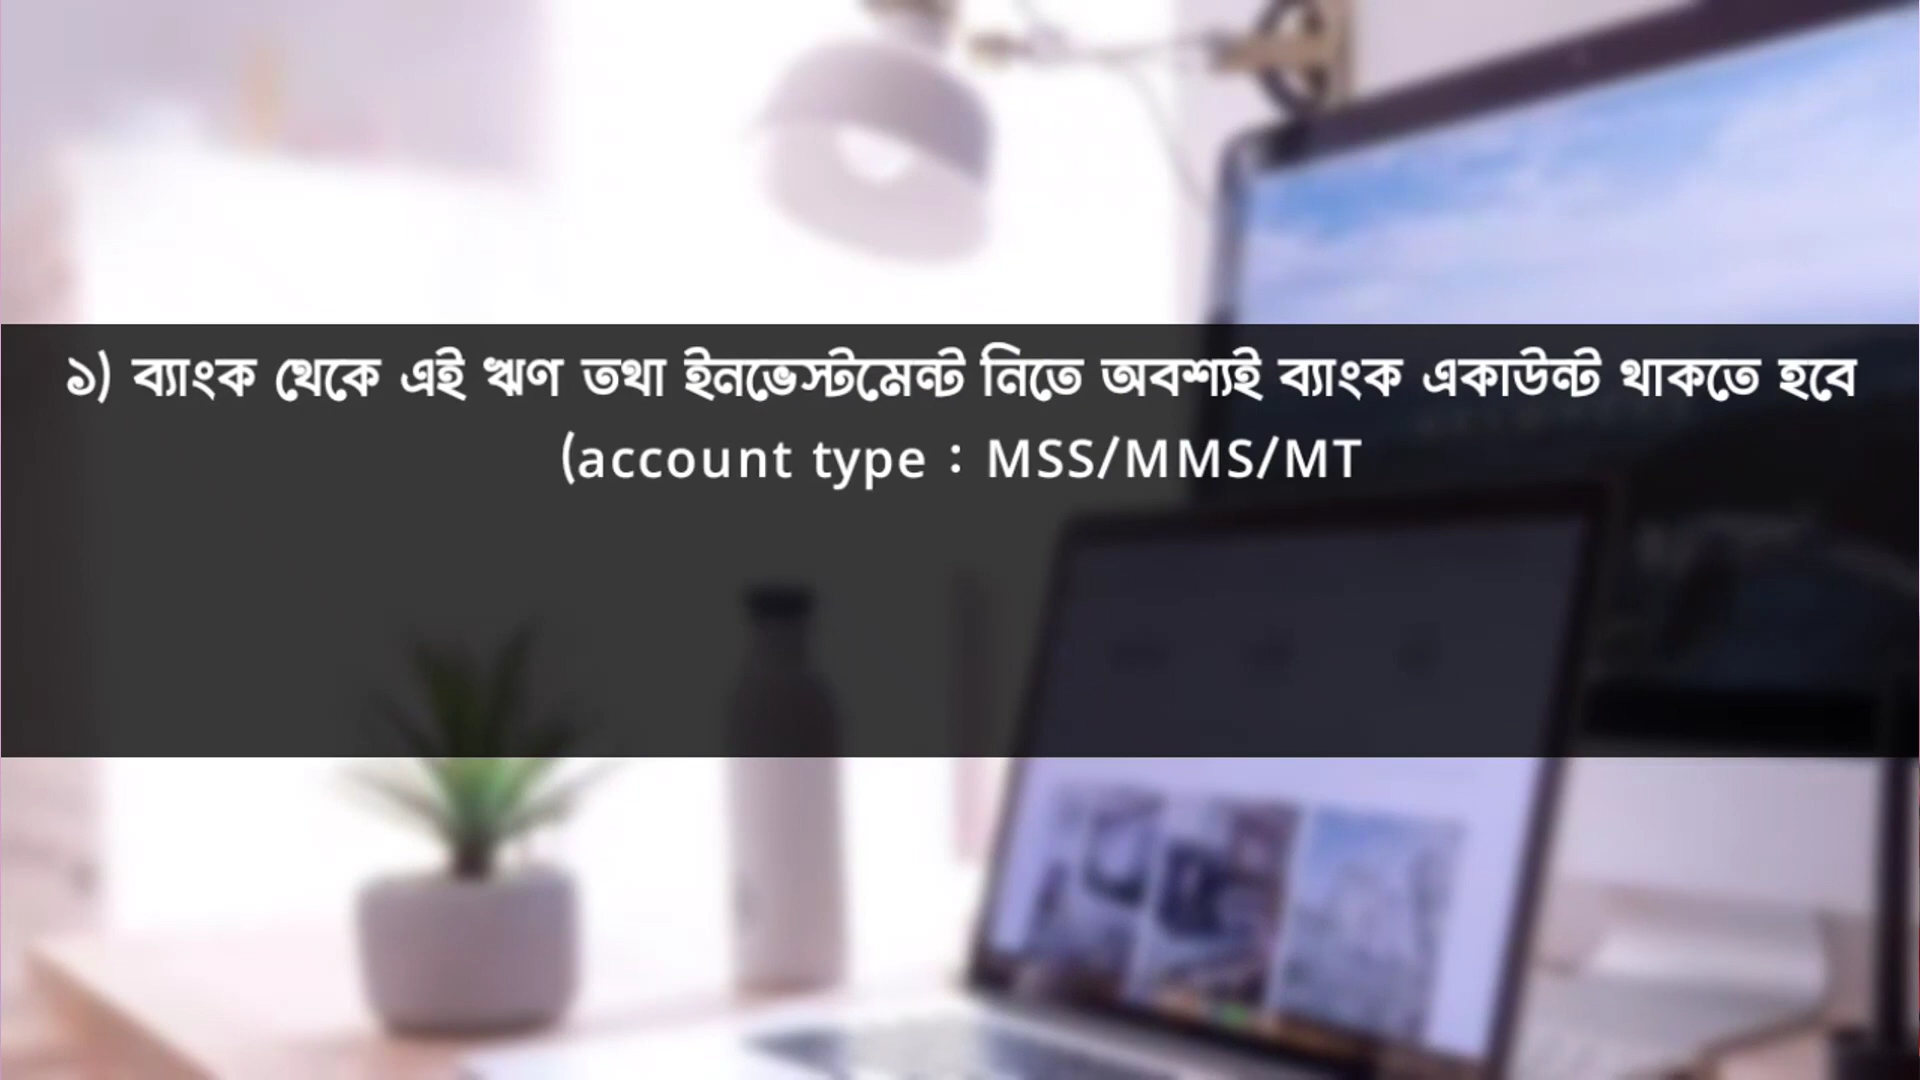 ১) ব্যাংক থেকে এই ঋণ তথা ইনভেস্টমেন্ট নিতে অবশ্যই ব্যাংক একাউন্ট থাকতে হবে
(account type : MSS/MMS/MT